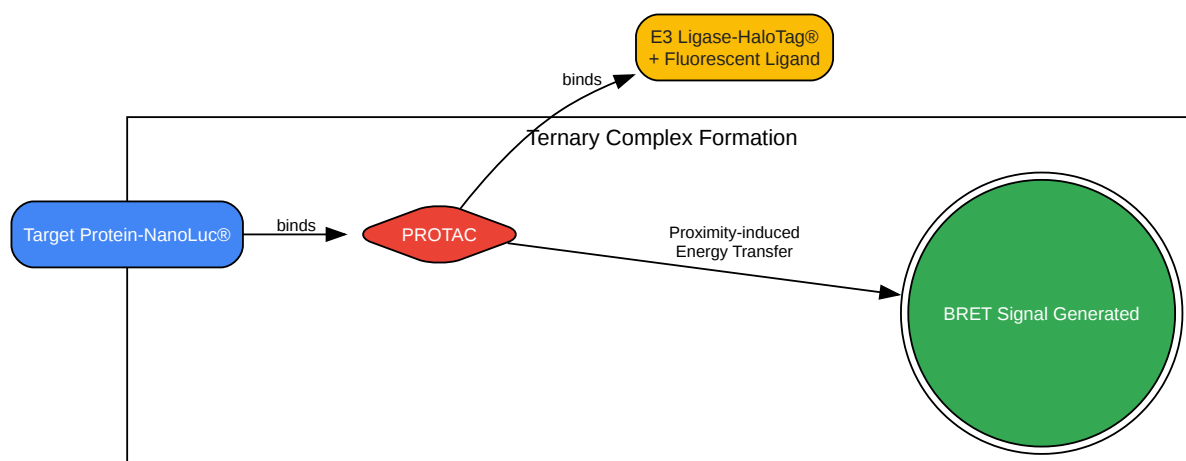 E3 Ligase-HaloTag®
+ Fluorescent Ligand
binds
Ternary Complex Formation
Target Protein-NanoLuc®
binds
PROTAC
Proximity-induced
Energy Transfer
BRET Signal Generated